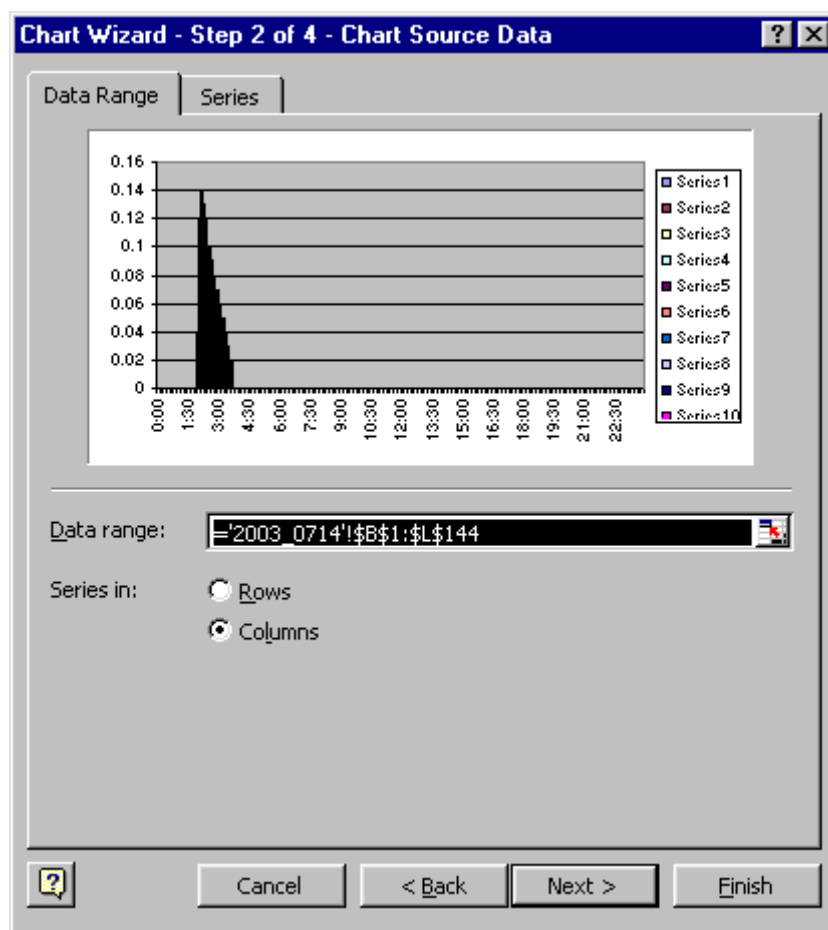 Chart Wizard - Step 2 of 4 - Chart Source Data
Data Range
Series
0.16
0.14
0.12
0.1
0.08
0.06
0.04
0.02
0
0:00
1:30
3:00
4:30
6:00
7:30
9:00
10:30
12:00
13:30
15:00
16:30
18:00
19:30
21:00
22:30
Series1
Series2
Series3
Series4
Series5
Series6
Series7
Series8
Series9
Series10
Data range:
='2003_0714'!$B$1:$L$144
Series in:
Rows
Columns
Cancel
< Back
Next >
Finish